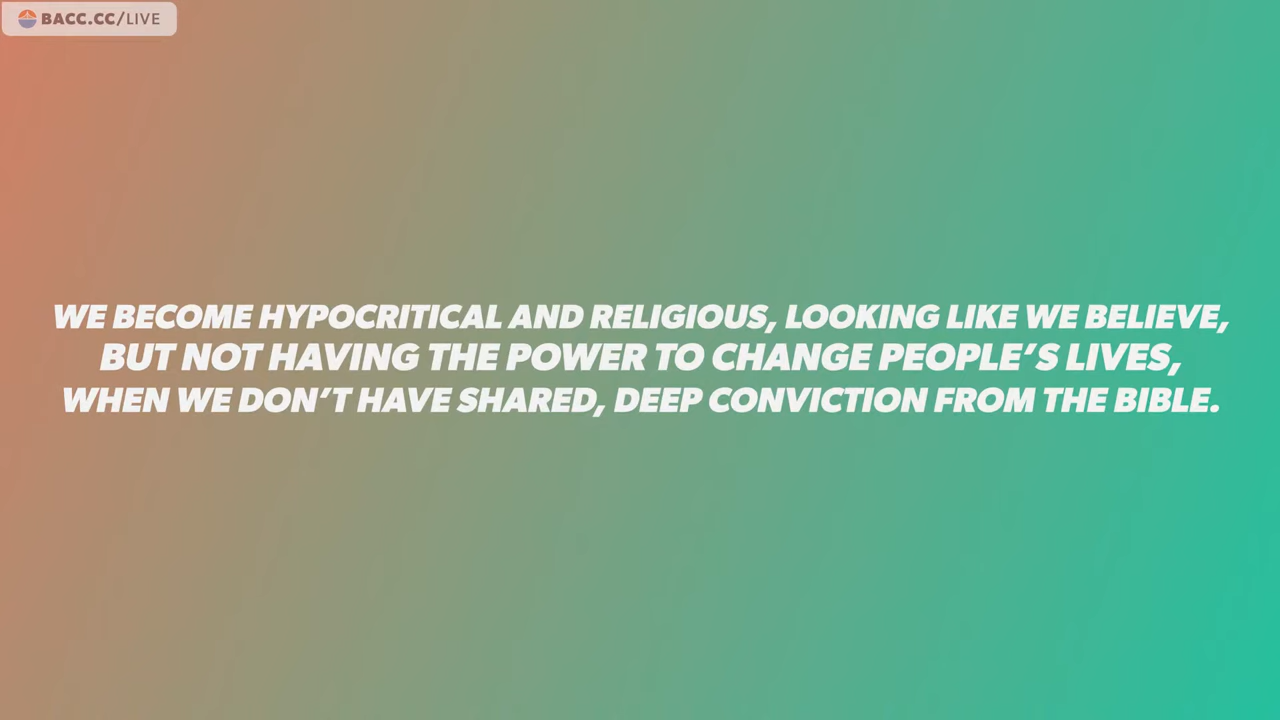 BACC.CC/LIVE
WE BECOME HYPOCRITICAL AND RELIGIOUS, LOOKING LIKE WE BELIEVE,
BUT NOT HAVING THE POWER TO CHANGE PEOPLE’S LIVES,
WHEN WE DON’T HAVE SHARED, DEEP CONVICTION FROM THE BIBLE.